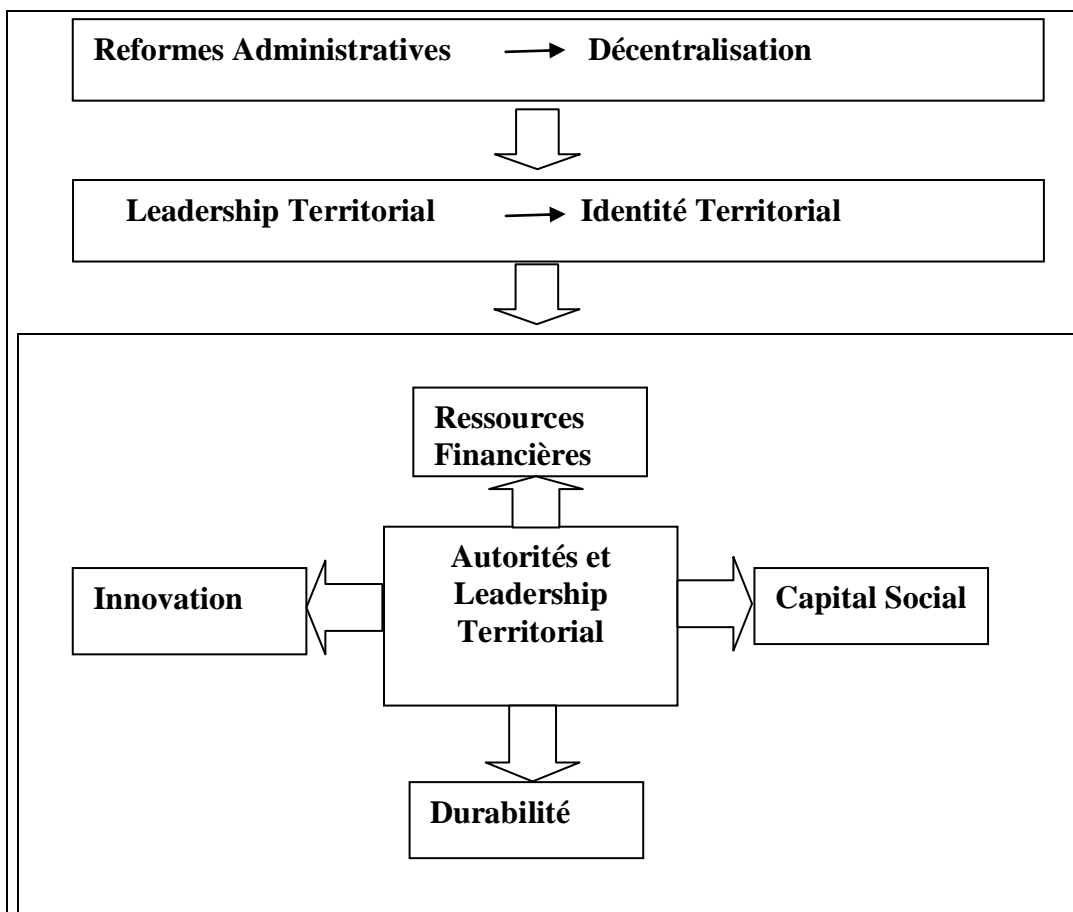 Reformes Administratives → Décentralisation
Leadership Territorial → Identité Territorial
Ressources
Financières
Autorités et
Leadership
Territorial
Innovation
Capital Social
Durabilité